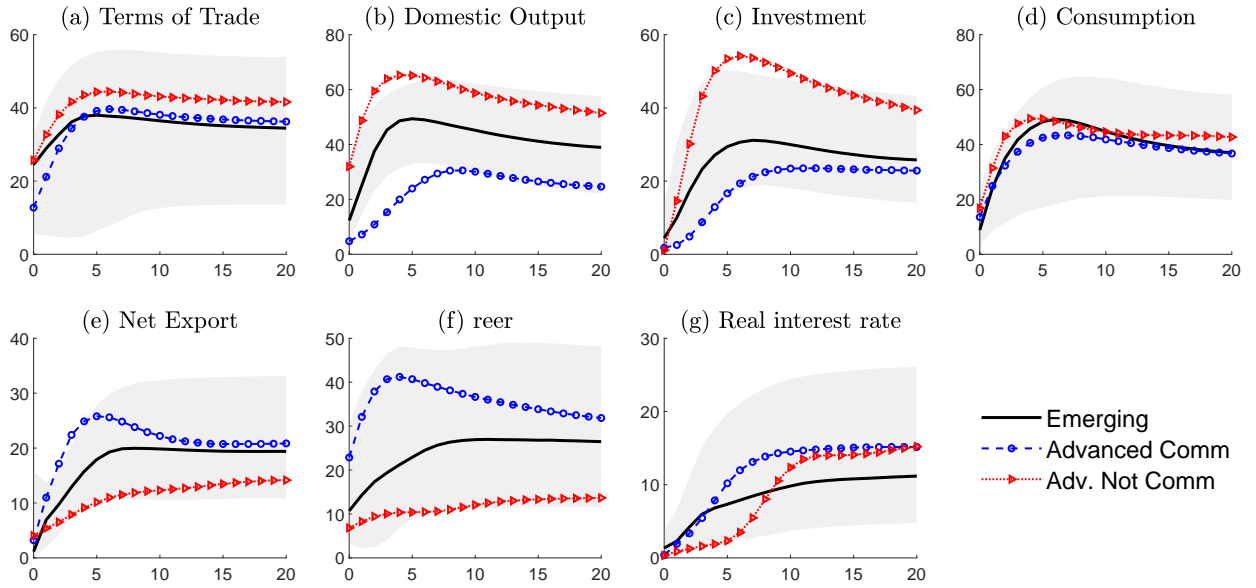 (a) Terms of Trade
(b) Domestic Output
(c) Investment
(d) Consumption
60
40
20
0
0 5 10 15 20
80
60
40
20
0
0 5 10 15 20
60
40
20
0
0 5 10 15 20
80
60
40
20
0
0 5 10 15 20
(e) Net Export
(f) reer
(g) Real interest rate
40
30
20
10
0
0 5 10 15 20
50
40
30
20
10
0
0 5 10 15 20
30
20
10
0
0 5 10 15 20
Emerging
Advanced Comm
Adv. Not Comm